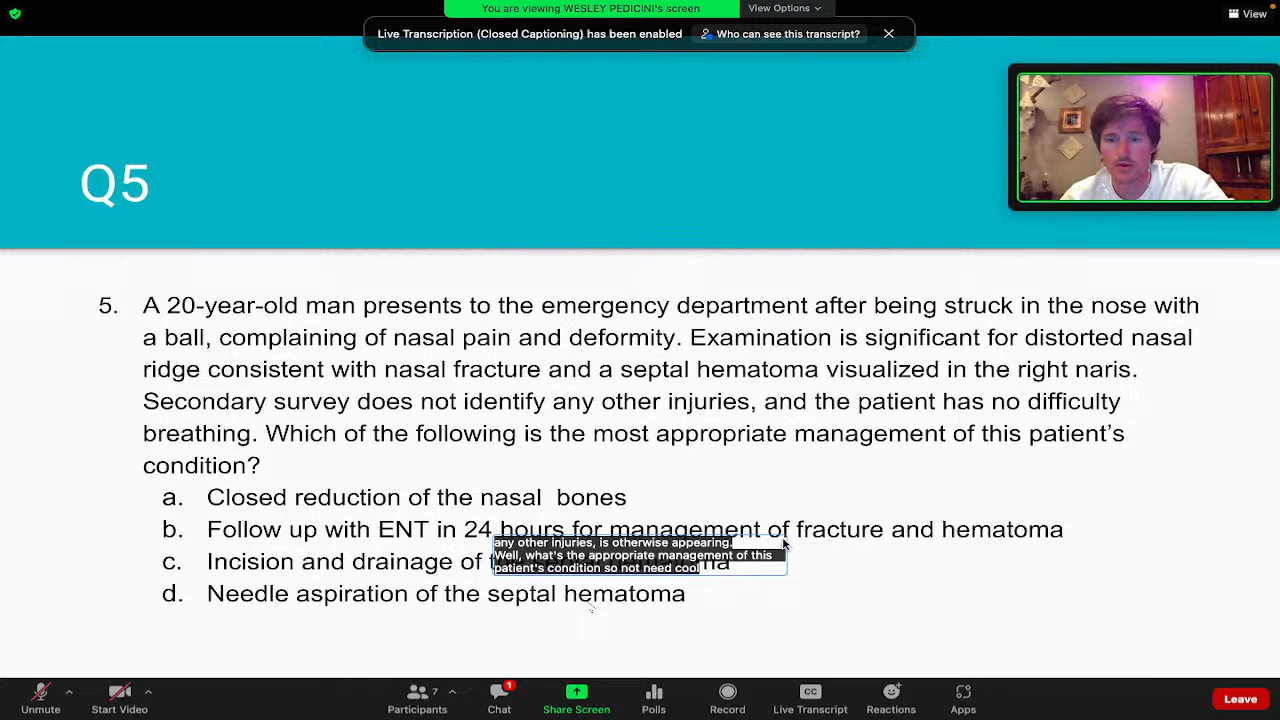 You are viewing WESLEY PEDICINI's screen
View Options
View
Live Transcription (Closed Captioning) has been enabled
Who can see this transcript?
Q5
5. A 20-year-old man presents to the emergency department after being struck in the nose with
a ball, complaining of nasal pain and deformity. Examination is significant for distorted nasal
ridge consistent with nasal fracture and a septal hematoma visualized in the right naris.
Secondary survey does not identify any other injuries, and the patient has no difficulty
breathing. Which of the following is the most appropriate management of this patient's
condition?
a. Closed reduction of the nasal bones
b. Follow up with ENT in 24 hours for management of fracture and hematoma
any other injuries, is otherwise appearing.
Well, what's the appropriate management of this
patient's condition so not need cool
c. Incision and drainage of
d. Needle aspiration of the septal hematoma
Unmute
Start Video
7
Participants
1
Chat
Share Screen
Polls
Record
CC
Live Transcript
Reactions
Apps
Leave